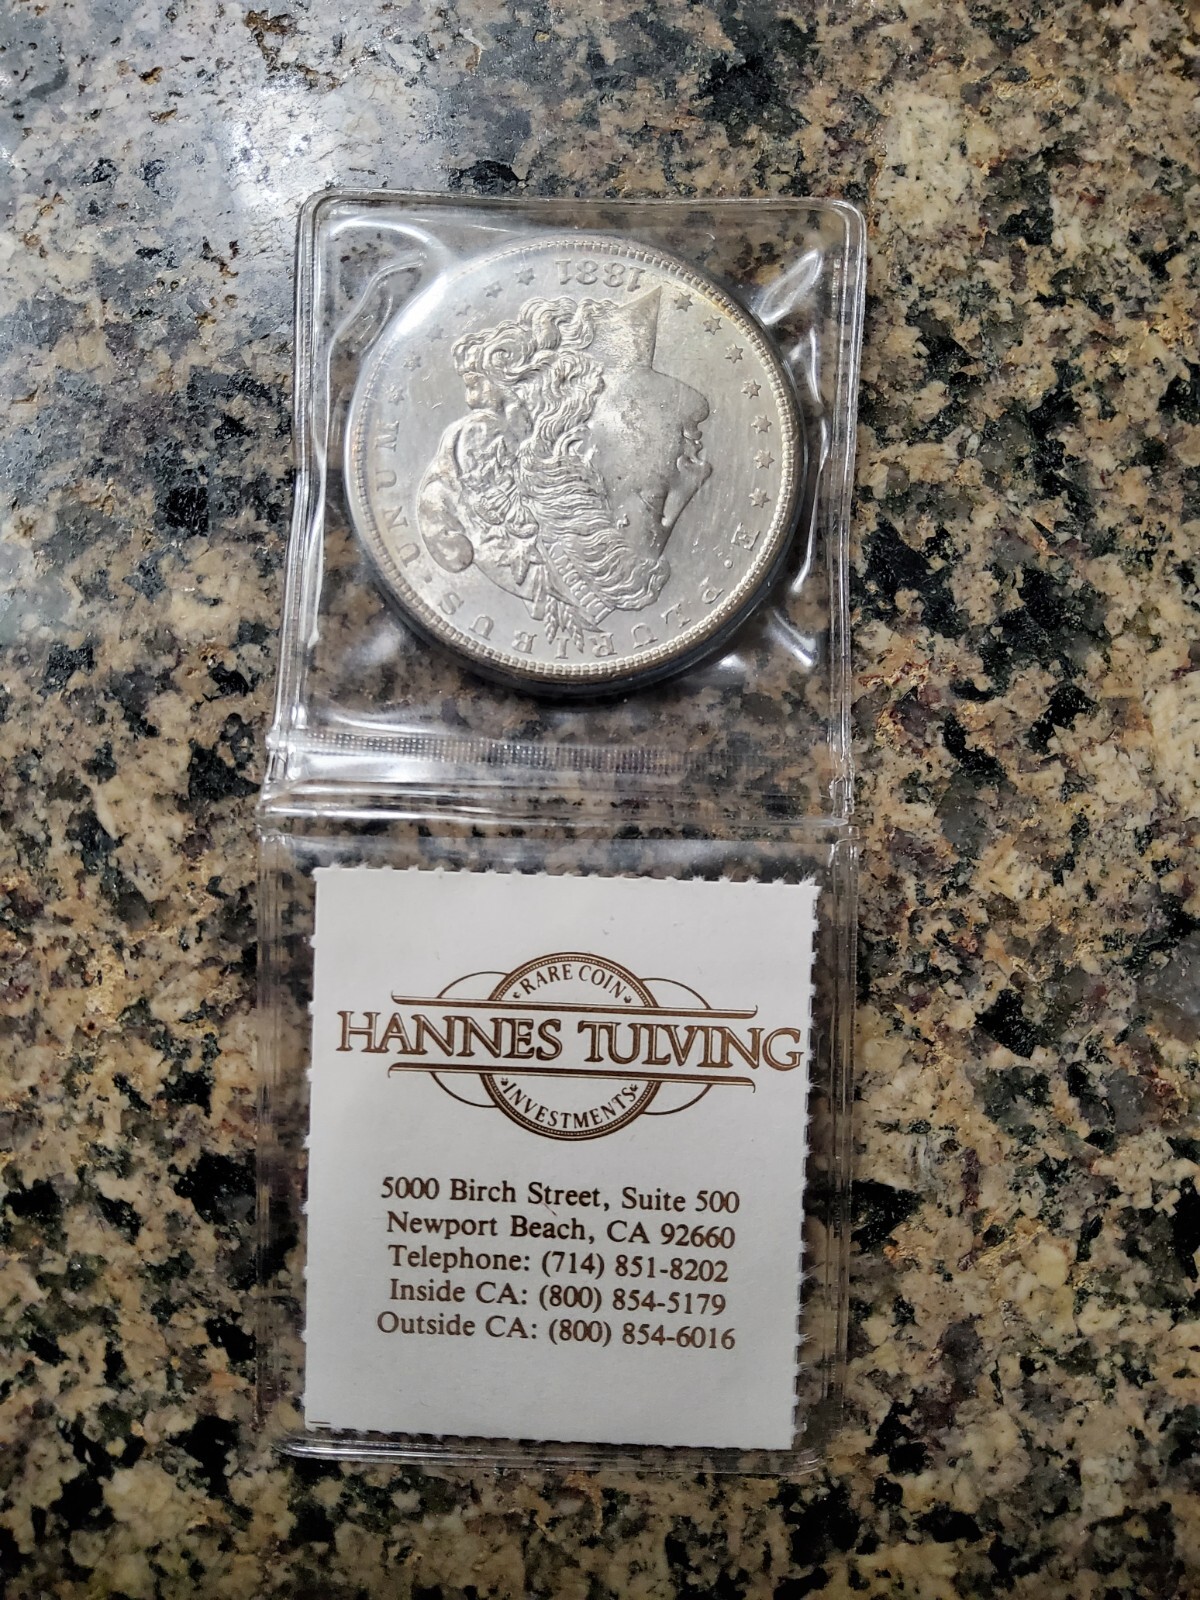 1881
E·PLURIBUS·UNUM
LIBERTY
RARE COIN
HANNES TULVING
INVESTMENTS
5000 Birch Street, Suite 500
Newport Beach, CA 92660
Telephone: (714) 851-8202
Inside CA: (800) 854-5179
Outside CA: (800) 854-6016